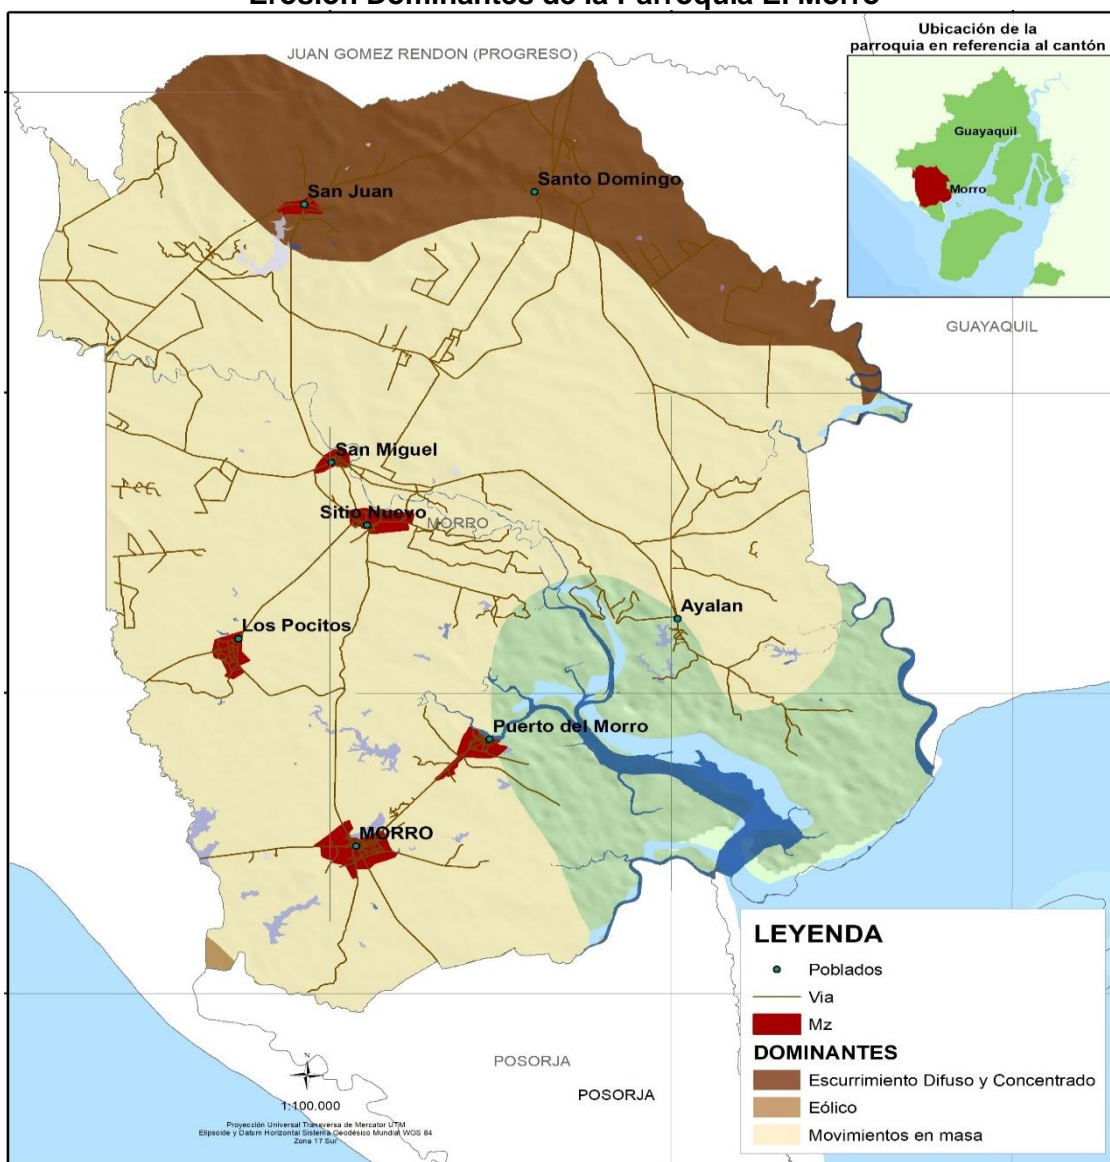 Erosión Dominantes de la Parroquia El Morro
Ubicación de la
parroquia en referencia al cantón
JUAN GOMEZ RENDON (PROGRESO)
Guayaquil
Morro
San Juan
Santo Domingo
GUAYAQUIL
San Miguel
Sitio Nuevo
MORRO
Ayalan
Los Pocitos
Puerto del Morro
MORRO
LEYENDA
Poblados
Via
Mz
DOMINANTES
Escurrimiento Difuso y Concentrado
Eólico
Movimientos en masa
POSORJA
POSORJA
N
1:100.000
Proyección Universal Transversa de Mercator UTM
Elipsoide y Datum Horizontal Sistema Geodésico Mundial WGS 84
Zona 17 Sur